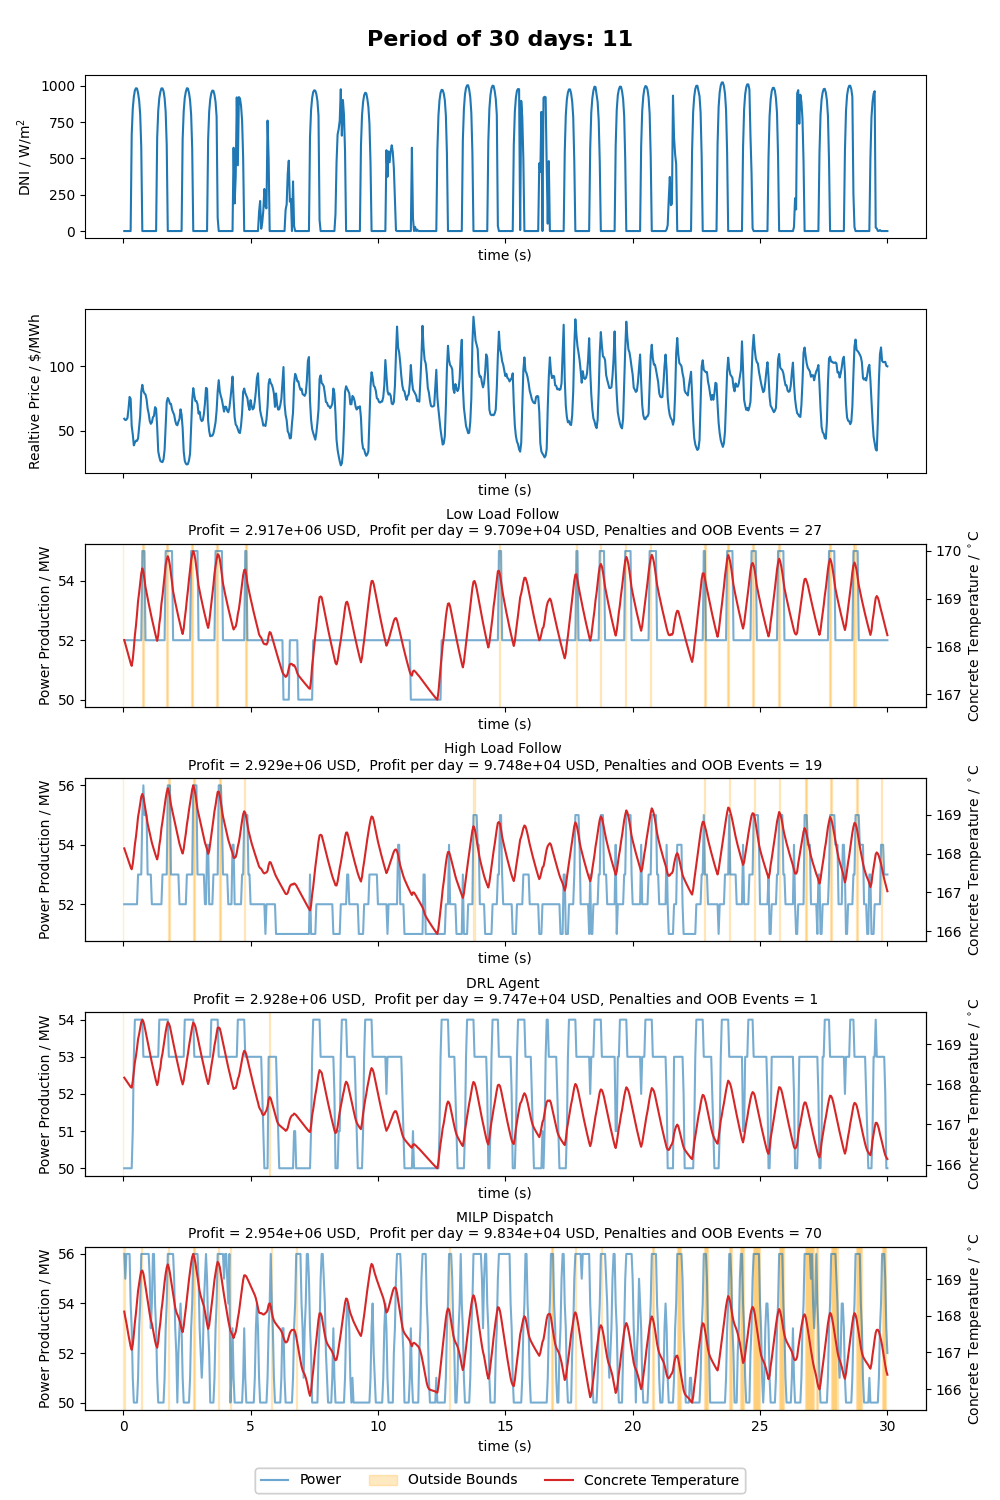 Period of 30 days: 11
1000
750
500
250
0
DNI / W/m²
time (s)
100
50
Realtive Price / $/MWh
time (s)
Low Load Follow
Profit = 2.917e+06 USD,  Profit per day = 9.709e+04 USD, Penalties and OOB Events = 27
54
52
50
Power Production / MW
170
169
168
167
Concrete Temperature / °C
time (s)
High Load Follow
Profit = 2.929e+06 USD,  Profit per day = 9.748e+04 USD, Penalties and OOB Events = 19
56
54
52
Power Production / MW
169
168
167
166
Concrete Temperature / °C
time (s)
DRL Agent
Profit = 2.928e+06 USD,  Profit per day = 9.747e+04 USD, Penalties and OOB Events = 1
54
53
52
51
50
Power Production / MW
169
168
167
166
Concrete Temperature / °C
time (s)
MILP Dispatch
Profit = 2.954e+06 USD,  Profit per day = 9.834e+04 USD, Penalties and OOB Events = 70
56
54
52
50
Power Production / MW
169
168
167
166
Concrete Temperature / °C
0 5 10 15 20 25 30
time (s)
Power Outside Bounds Concrete Temperature